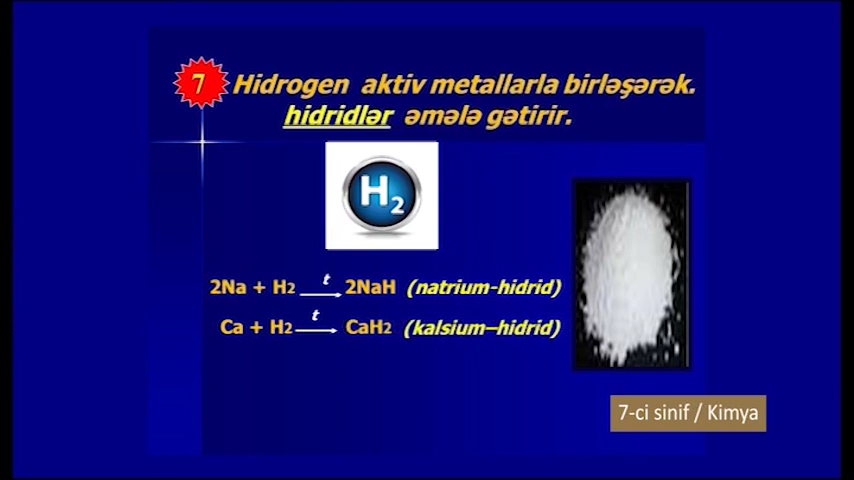 7 Hidrogen aktiv metallarla birləşərək.
hidridlər əmələ gətirir.
H2
2Na + H2 t 2NaH (natrium-hidrid)
Ca + H2 t CaH2 (kalsium–hidrid)
7-ci sinif / Kimya